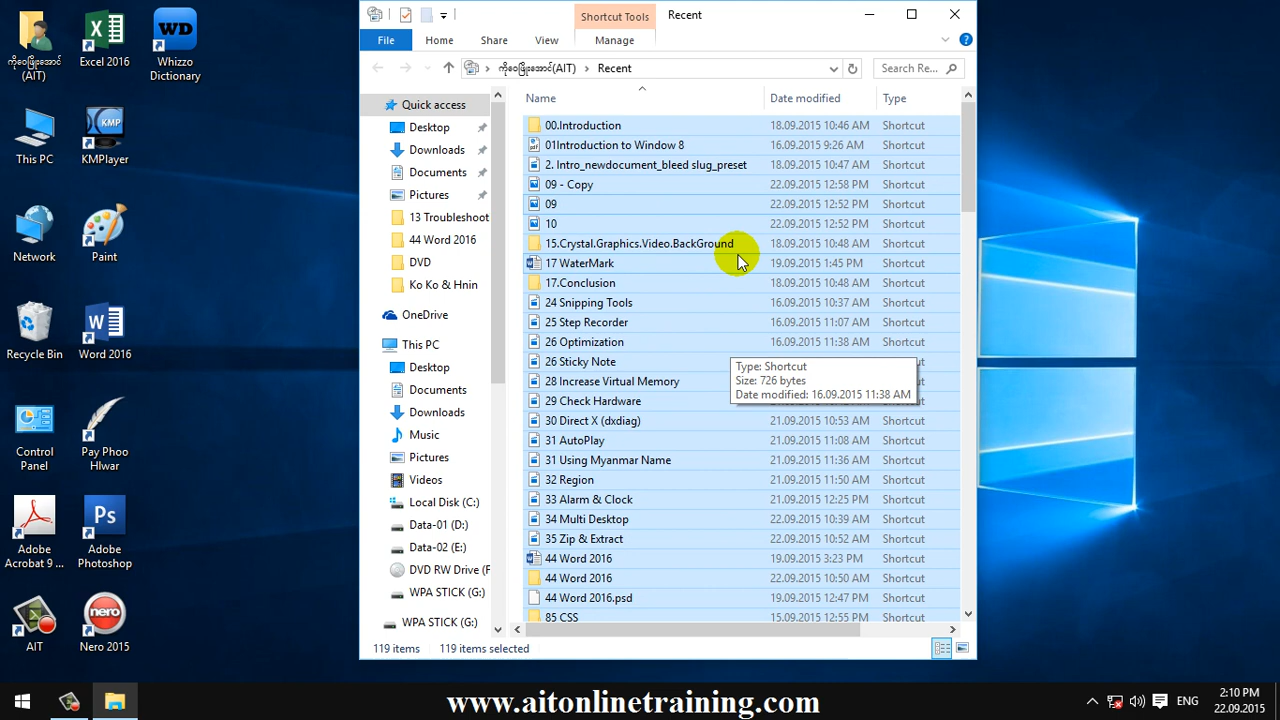 ကိုဝေဖြိုးအောင်
(AIT)
Excel 2016
Whizzo
Dictionary
This PC
KMPlayer
Network
Paint
Recycle Bin
Word 2016
Control
Panel
Pay Phoo
Hlwar
Adobe
Acrobat 9 ...
Adobe
Photoshop
AIT
Nero 2015
Shortcut Tools
Recent
File
Home
Share
View
Manage
ကိုဝေဖြိုးအောင်(AIT) › Recent
Search Re...
Quick access
Desktop
Downloads
Documents
Pictures
13 Troubleshoot
44 Word 2016
DVD
Ko Ko & Hnin
OneDrive
This PC
Desktop
Documents
Downloads
Music
Pictures
Videos
Local Disk (C:)
Data-01 (D:)
Data-02 (E:)
DVD RW Drive (F
WPA STICK (G:)
WPA STICK (G:)
Name Date modified Type
00.Introduction 18.09.2015 10:46 AM Shortcut
01Introduction to Window 8 16.09.2015 9:26 AM Shortcut
2. Intro_newdocument_bleed slug_preset 18.09.2015 10:47 AM Shortcut
09 - Copy 22.09.2015 12:58 PM Shortcut
09 22.09.2015 12:52 PM Shortcut
10 22.09.2015 12:52 PM Shortcut
15.Crystal.Graphics.Video.BackGround 18.09.2015 10:48 AM Shortcut
17 WaterMark 19.09.2015 1:45 PM Shortcut
17.Conclusion 18.09.2015 10:48 AM Shortcut
24 Snipping Tools 16.09.2015 10:37 AM Shortcut
25 Step Recorder 16.09.2015 11:07 AM Shortcut
26 Optimization 16.09.2015 11:38 AM Shortcut
26 Sticky Note
28 Increase Virtual Memory
29 Check Hardware
Type: Shortcut
Size: 726 bytes
Date modified: 16.09.2015 11:38 AM
30 Direct X (dxdiag) 21.09.2015 10:53 AM Shortcut
31 AutoPlay 21.09.2015 11:08 AM Shortcut
31 Using Myanmar Name 21.09.2015 11:36 AM Shortcut
32 Region 21.09.2015 11:50 AM Shortcut
33 Alarm & Clock 21.09.2015 12:25 PM Shortcut
34 Multi Desktop 22.09.2015 10:39 AM Shortcut
35 Zip & Extract 22.09.2015 10:52 AM Shortcut
44 Word 2016 19.09.2015 3:23 PM Shortcut
44 Word 2016 22.09.2015 10:50 AM Shortcut
44 Word 2016.psd 19.09.2015 12:47 PM Shortcut
85 CSS 15.09.2015 12:55 PM Shortcut
119 items 119 items selected
www.aitonlinetraining.com
ENG
2:10 PM
22.09.2015